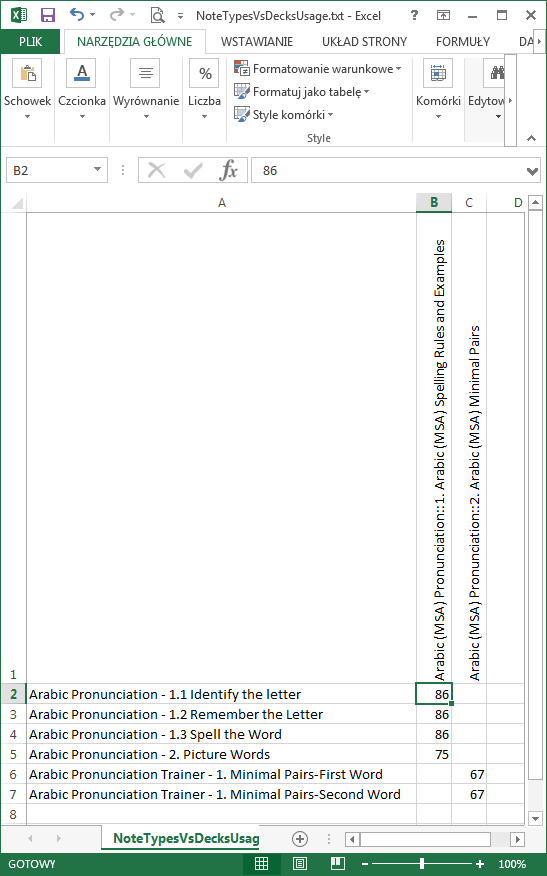 NoteTypesVsDecksUsage.txt - Excel
PLIK NARZĘDZIA GŁÓWNE WSTAWIANIE UKŁAD STRONY FORMUŁY DA
Schowek
Czcionka
Wyrównanie
Liczba
Formatowanie warunkowe
Formatuj jako tabelę
Style komórki
Style
Komórki
Edytow
B2 fx 86
A B C D
1 Arabic (MSA) Pronunciation::1. Arabic (MSA) Spelling Rules and Examples
Arabic (MSA) Pronunciation::2. Arabic (MSA) Minimal Pairs
2 Arabic Pronunciation - 1.1 Identify the letter 86
3 Arabic Pronunciation - 1.2 Remember the Letter 86
4 Arabic Pronunciation - 1.3 Spell the Word 86
5 Arabic Pronunciation - 2. Picture Words 75
6 Arabic Pronunciation Trainer - 1. Minimal Pairs-First Word 67
7 Arabic Pronunciation Trainer - 1. Minimal Pairs-Second Word 67
8
NoteTypesVsDecksUsag
GOTOWY 100%